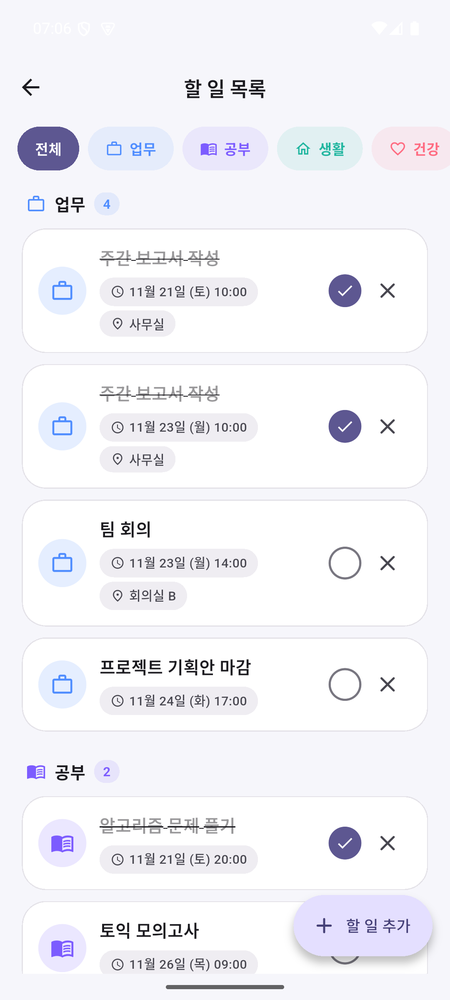 07:06
할 일 목록
전체 업무 공부 생활 건강
업무 4
주간 보고서 작성
11월 21일 (토) 10:00
사무실
주간 보고서 작성
11월 23일 (월) 10:00
사무실
팀 회의
11월 23일 (월) 14:00
회의실 B
프로젝트 기획안 마감
11월 24일 (화) 17:00
공부 2
알고리즘 문제 풀기
11월 21일 (토) 20:00
토익 모의고사
11월 26일 (목) 09:00
할 일 추가